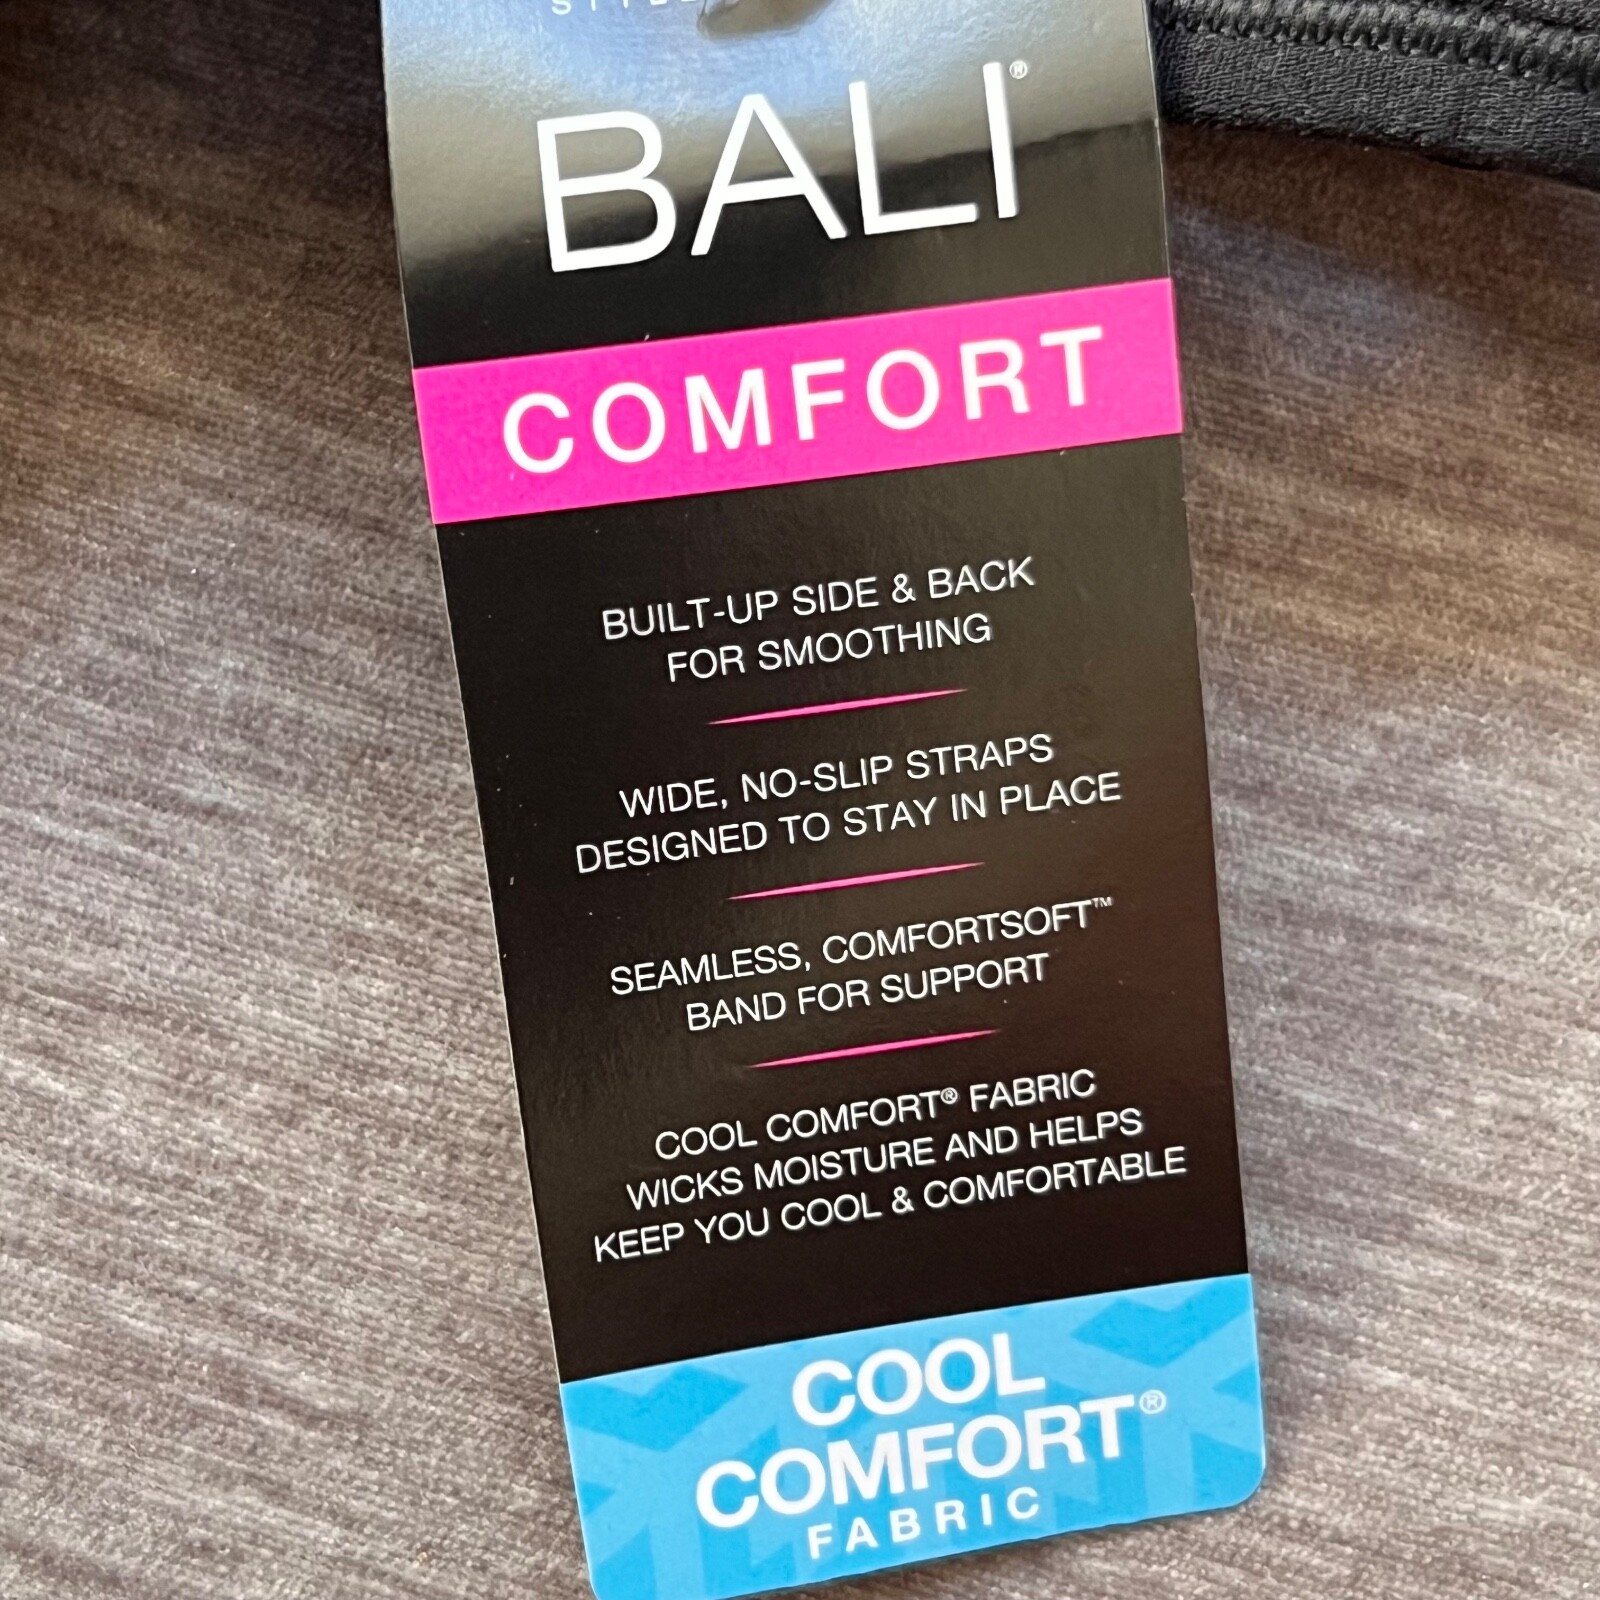 STYLE
BALI®
COMFORT
BUILT-UP SIDE & BACK
FOR SMOOTHING
WIDE, NO-SLIP STRAPS
DESIGNED TO STAY IN PLACE
SEAMLESS, COMFORTSOFT™
BAND FOR SUPPORT
COOL COMFORT® FABRIC
WICKS MOISTURE AND HELPS
KEEP YOU COOL & COMFORTABLE
COOL
COMFORT®
FABRIC